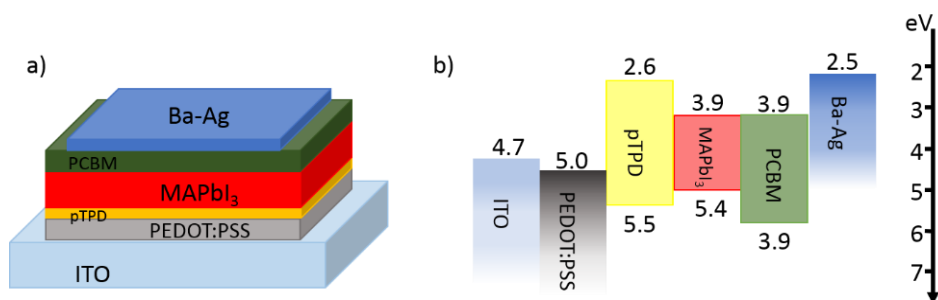 a)
Ba-Ag
PCBM
MAPbI₃
pTPD
PEDOT:PSS
ITO
b)
eV
2.6
2.5
3.9
3.9
4.7
5.0
ITO
PEDOT:PSS
pTPD
MAPbI₃
PCBM
Ba-Ag
5.5
5.4
3.9
2
3
4
5
6
7